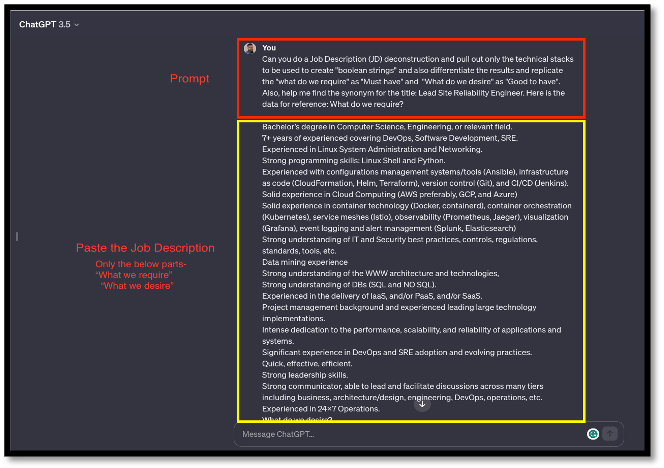 ChatGPT 3.5
You
Can you do a Job Description (JD) deconstruction and pull out only the technical stacks
to be used to create "boolean strings" and also differentiate the results and replicate
the "what do we require" as "Must have" and "What do we desire" as "Good to have".
Also, help me find the synonym for the title: Lead Site Reliability Engineer. Here is the
data for reference: What do we require?
Prompt
Bachelor's degree in Computer Science, Engineering, or relevant field.
7+ years of experienced covering DevOps, Software Development, SRE.
Experienced in Linux System Administration and Networking.
Strong programming skills: Linux Shell and Python.
Experienced with configurations management systems/tools (Ansible), infrastructure
as code (CloudFormation, Helm, Terraform), version control (Git), and CI/CD (Jenkins).
Solid experience in Cloud Computing (AWS preferably, GCP, and Azure)
Solid experience in container technology (Docker, containerd), container orchestration
(Kubernetes), service meshes (Istio), observability (Prometheus, Jaeger), visualization
(Grafana), event logging and alert management (Splunk, Elasticsearch)
Strong understanding of IT and Security best practices, controls, regulations,
standards, tools, etc.
Data mining experience
Strong understanding of the WWW architecture and technologies,
Strong understanding of DBs (SQL and NO SQL).
Experienced in the delivery of IaaS, and/or PaaS, and/or SaaS.
Project management background and experienced leading large technology
implementations.
Intense dedication to the performance, scalability, and reliability of applications and
systems.
Significant experience in DevOps and SRE adoption and evolving practices.
Quick, effective, efficient.
Strong leadership skills.
Strong communicator, able to lead and facilitate discussions across many tiers
including business, architecture/design, engineering, DevOps, operations, etc.
Experienced in 24×7 Operations.
What do we desire?
Paste the Job Description
Only the below parts-
"What we require"
"What we desire"
Message ChatGPT...